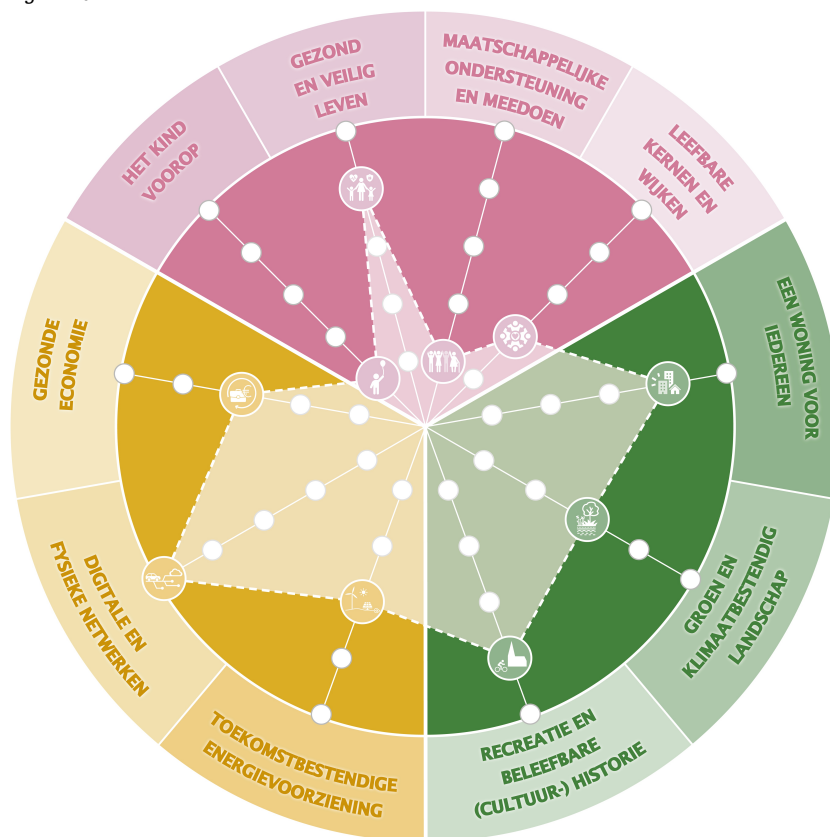 GEZOND
EN VEILIG
LEVEN
MAATSCHAPPELIJKE
ONDERSTEUNING
EN MEEDOEN
LEEFBARE
KERNEN EN
WIJKEN
EEN WONING VOOR
IEDEREEN
GROEN EN
KLIMAATBESTENDIG
LANDSCHAP
RECREATIE EN
BELEEFBARE
(CULTUUR-) HISTORIE
TOEKOMSTBESTENDIGE
ENERGIEVOORZIENING
DIGITALE EN
FYSIEKE NETWERKEN
GEZONDE
ECONOMIE
HET KIND
VOOROP